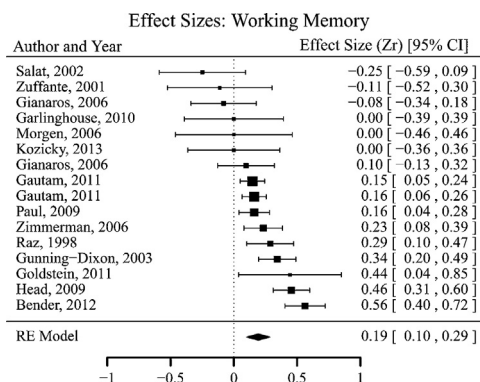 Effect Sizes: Working Memory
Author and Year Effect Size (Zr) [95% CI]
Salat, 2002 −0.25 [ −0.59 , 0.09 ]
Zuffante, 2001 −0.11 [ −0.52 , 0.30 ]
Gianaros, 2006 −0.08 [ −0.34 , 0.18 ]
Garlinghouse, 2010 0.00 [ −0.39 , 0.39 ]
Morgen, 2006 0.00 [ −0.46 , 0.46 ]
Kozicky, 2013 0.00 [ −0.36 , 0.36 ]
Gianaros, 2006 0.10 [ −0.13 , 0.32 ]
Gautam, 2011 0.15 [ 0.05 , 0.24 ]
Gautam, 2011 0.16 [ 0.06 , 0.26 ]
Paul, 2009 0.16 [ 0.04 , 0.28 ]
Zimmerman, 2006 0.23 [ 0.08 , 0.39 ]
Raz, 1998 0.29 [ 0.10 , 0.47 ]
Gunning-Dixon, 2003 0.34 [ 0.20 , 0.49 ]
Goldstein, 2011 0.44 [ 0.04 , 0.85 ]
Head, 2009 0.46 [ 0.31 , 0.60 ]
Bender, 2012 0.56 [ 0.40 , 0.72 ]
RE Model 0.19 [ 0.10 , 0.29 ]
−1 −0.5 0 0.5 1